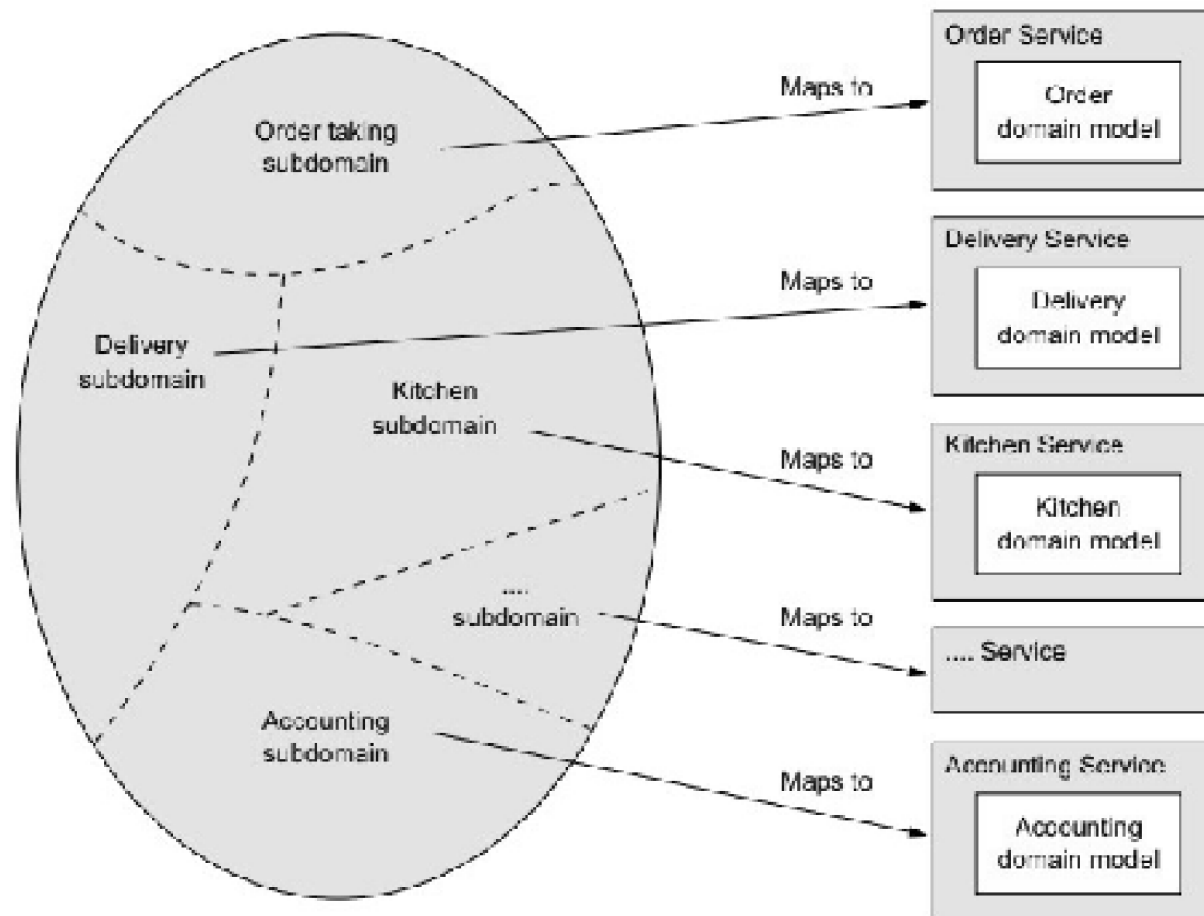 Order taking
subdomain
Delivery
subdomain
Kitchen
subdomain
....
subdomain
Accounting
subdomain
Maps to
Maps to
Maps to
Maps to
Maps to
Order Service
Order
domain model
Delivery Service
Delivery
domain model
Kitchen Service
Kitchen
domain model
.... Service
Accounting Service
Accounting
domain model